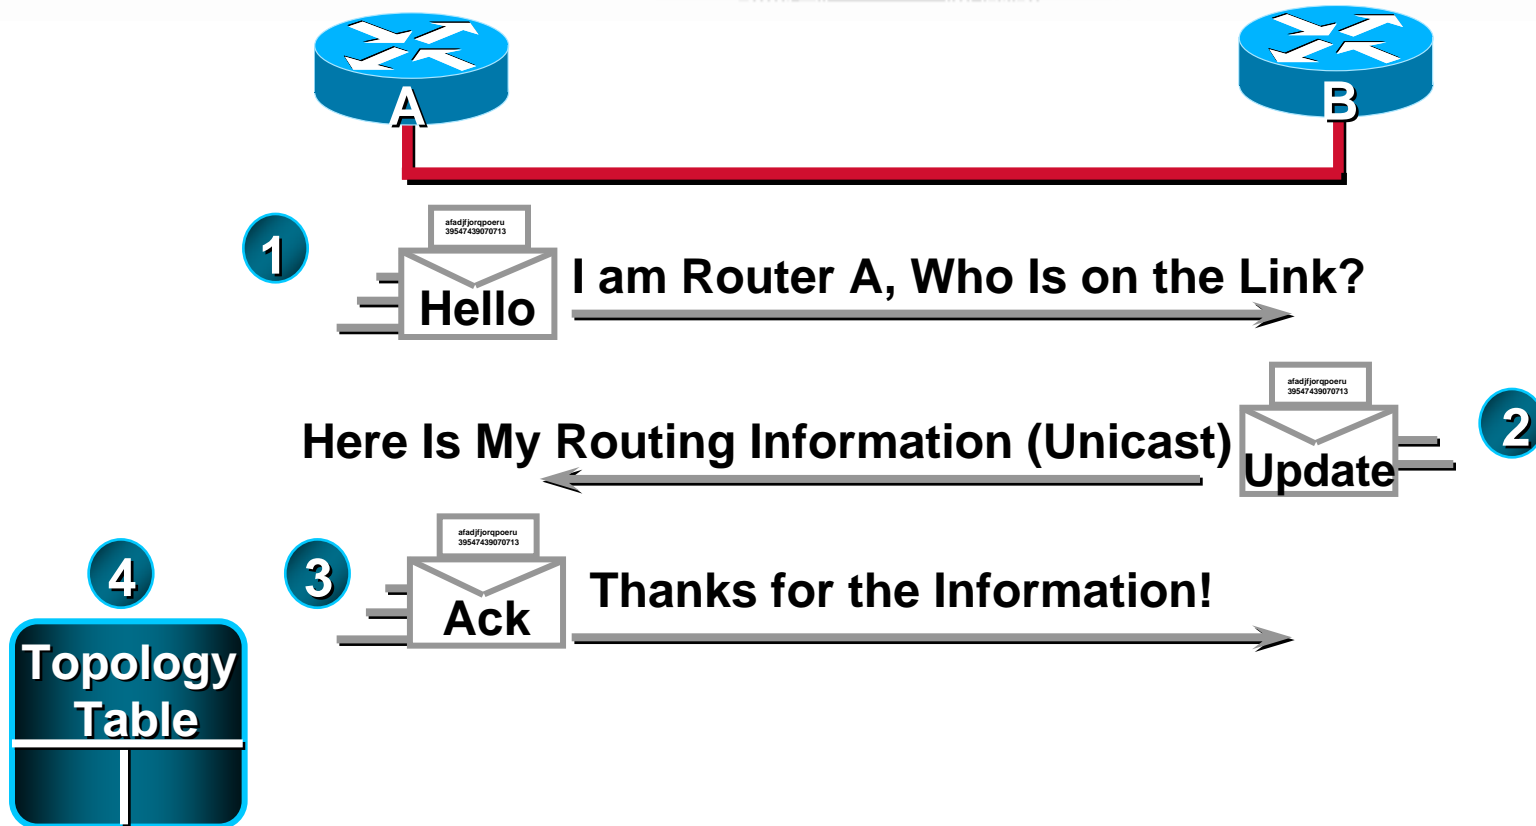 A
B
1
afadjfjorqpoeru
39547439070713
Hello
I am Router A, Who Is on the Link?
afadjfjorqpoeru
39547439070713
Here Is My Routing Information (Unicast)
Update
2
4
3
afadjfjorqpoeru
39547439070713
Ack
Thanks for the Information!
Topology
Table